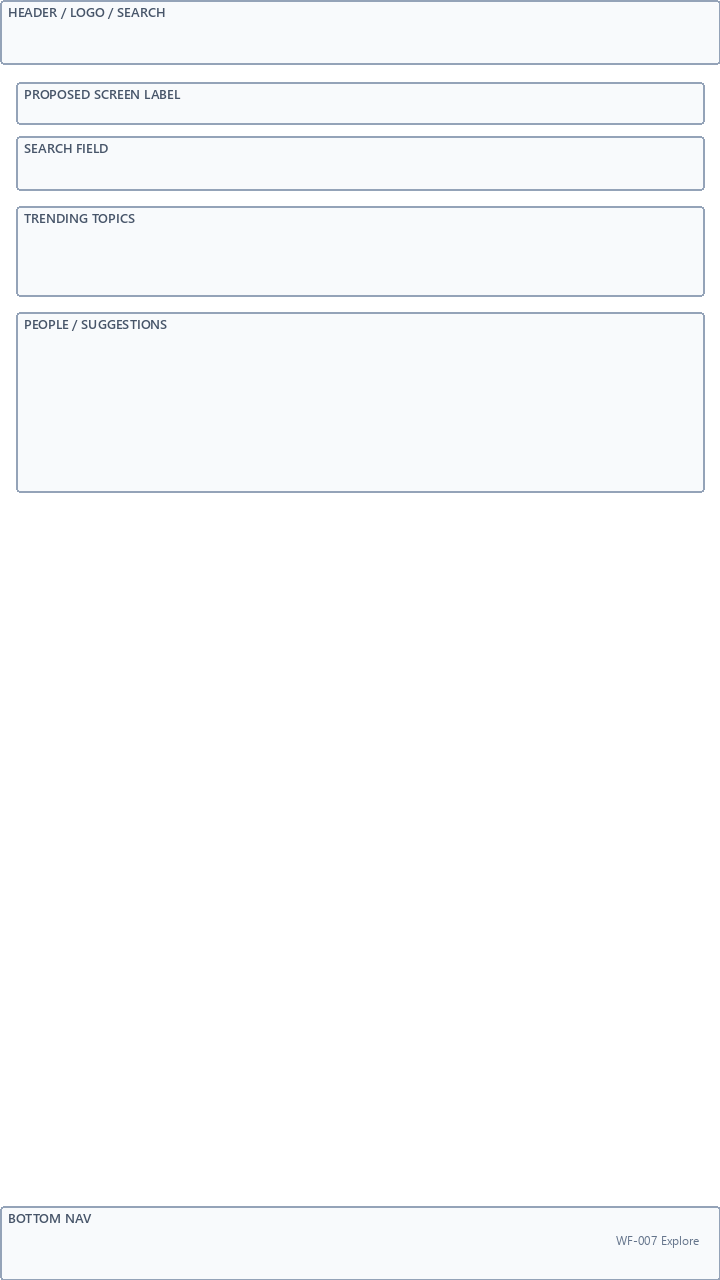 HEADER / LOGO / SEARCH
PROPOSED SCREEN LABEL
SEARCH FIELD
TRENDING TOPICS
PEOPLE / SUGGESTIONS
BOTTOM NAV
WF-007 Explore